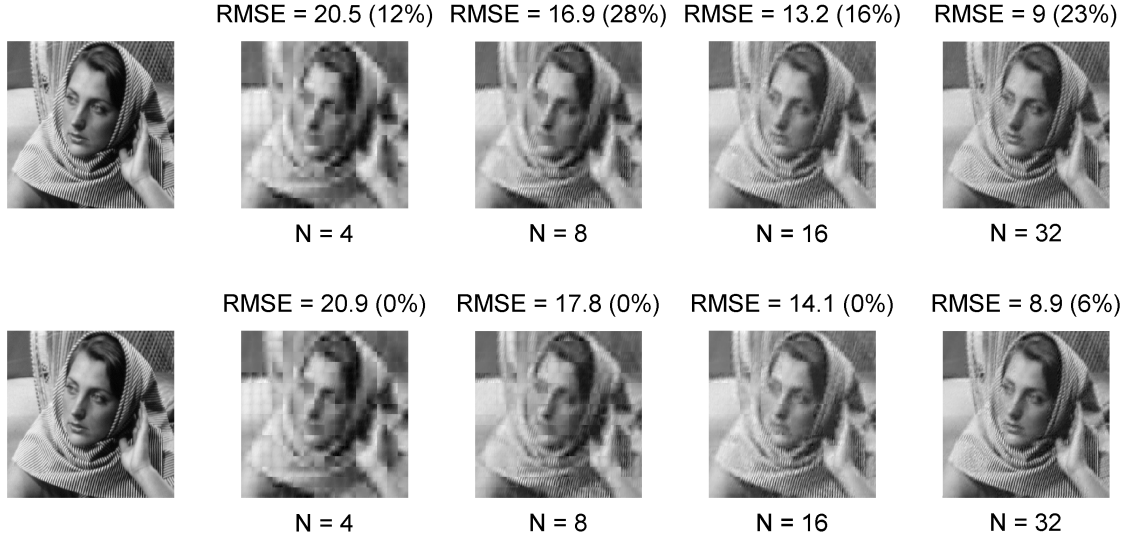 RMSE = 20.5 (12%) RMSE = 16.9 (28%) RMSE = 13.2 (16%) RMSE = 9 (23%)
N = 4 N = 8 N = 16 N = 32
RMSE = 20.9 (0%) RMSE = 17.8 (0%) RMSE = 14.1 (0%) RMSE = 8.9 (6%)
N = 4 N = 8 N = 16 N = 32